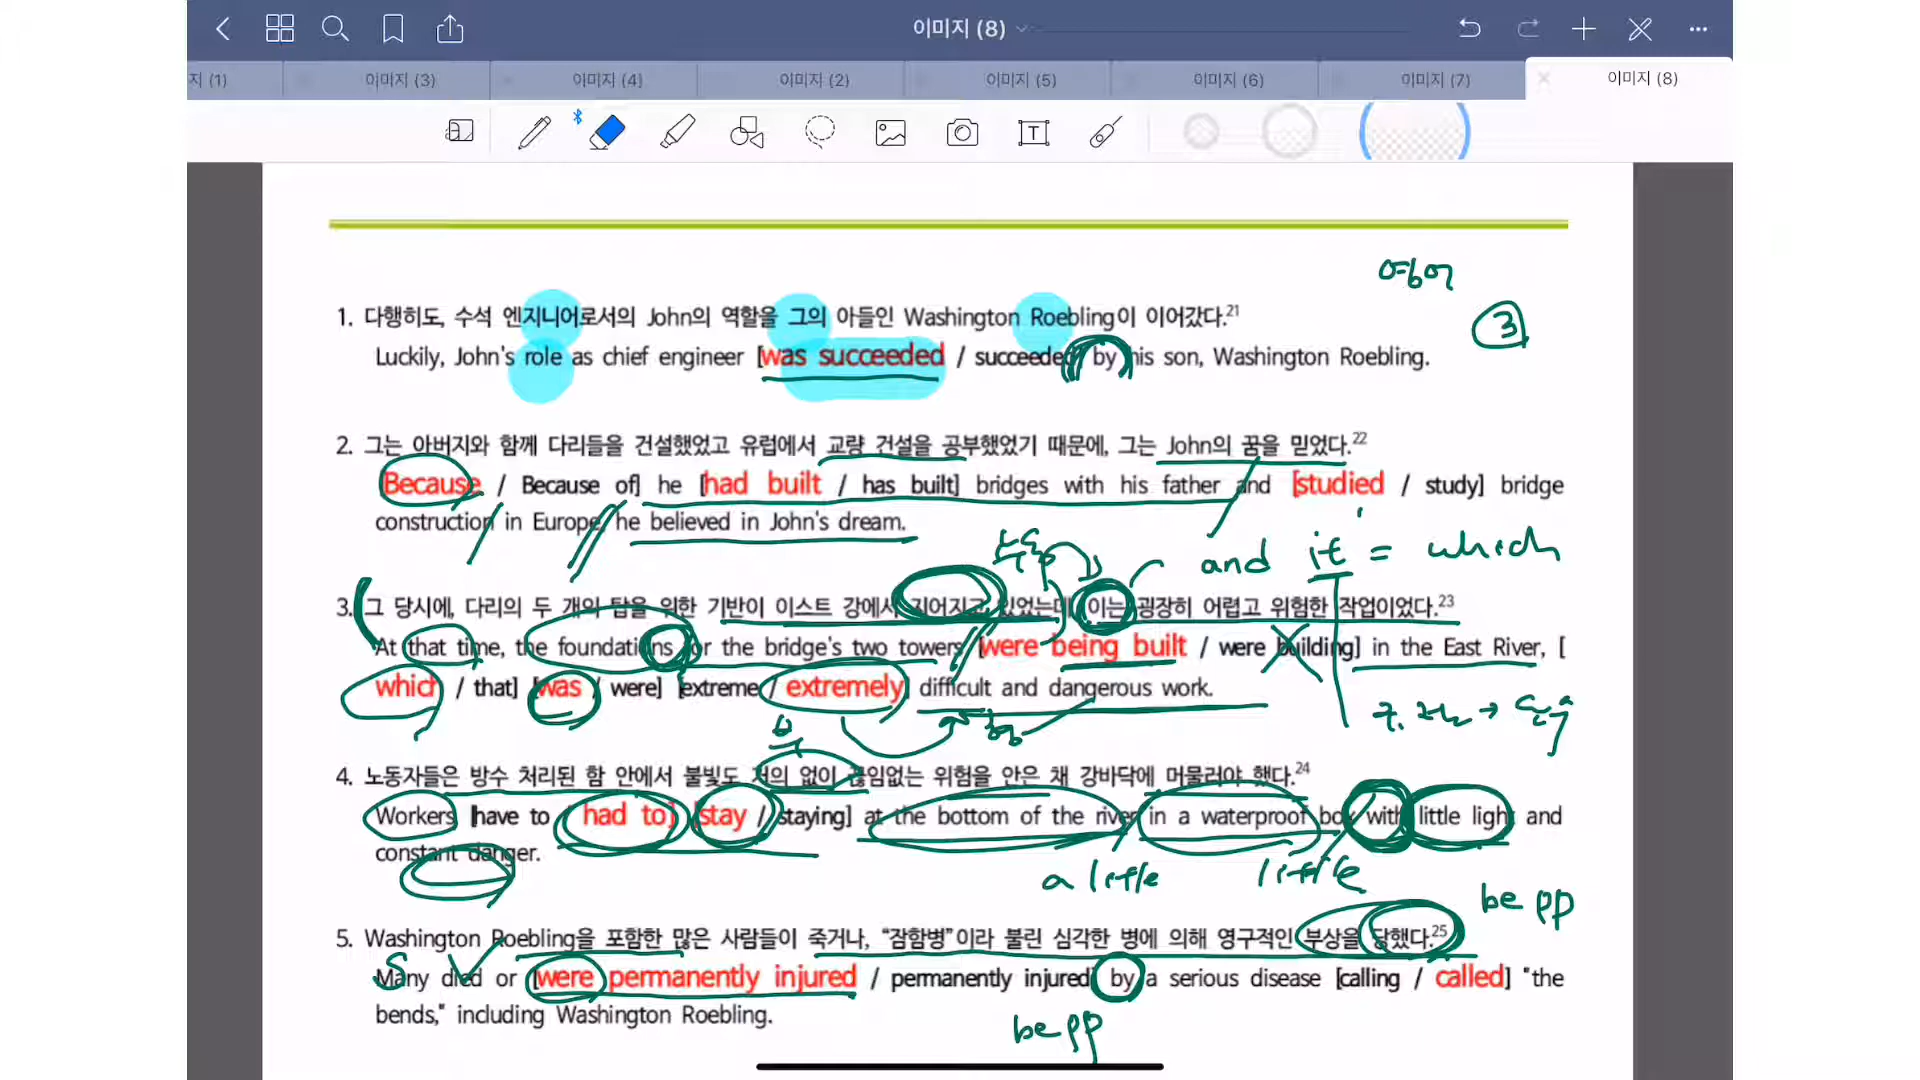 이미지 (8)
지 (1) 이미지 (3) 이미지 (4) 이미지 (2) 이미지 (5) 이미지 (6) 이미지 (7) 이미지 (8)
1. 다행히도, 수석 엔지니어로서의 John의 역할을 그의 아들인 Washington Roebling이 이어갔다.21
3
Luckily, John's role as chief engineer [was succeeded / succeeded] by his son, Washington Roebling.
2. 그는 아버지와 함께 다리들을 건설했었고 유럽에서 교량 건설을 공부했었기 때문에, 그는 John의 꿈을 믿었다.22
[Because / Because of] he [had built / has built] bridges with his father and [studied / study] bridge
construction in Europe, he believed in John's dream.
and it = which
3. 그 당시에, 다리의 두 개의 탑을 위한 기반이 이스트 강에서 지어지고 있었는데, 이는 굉장히 어렵고 위험한 작업이었다.23
At that time, the foundations for the bridge's two towers [were being built / were building] in the East River, [
which / that] [was / were] [extreme / extremely] difficult and dangerous work.
4. 노동자들은 방수 처리된 함 안에서 불빛도 거의 없이 끊임없는 위험을 안은 채 강바닥에 머물러야 했다.24
Workers [have to / had to] [stay / staying] at the bottom of the river in a waterproof box with little light and
constant danger.
a little little
be pp
5. Washington Roebling을 포함한 많은 사람들이 죽거나, "잠함병"이라 불린 심각한 병에 의해 영구적인 부상을 당했다.25
S
Many died or [were permanently injured / permanently injured] by a serious disease [calling / called] "the
bends," including Washington Roebling.
be pp